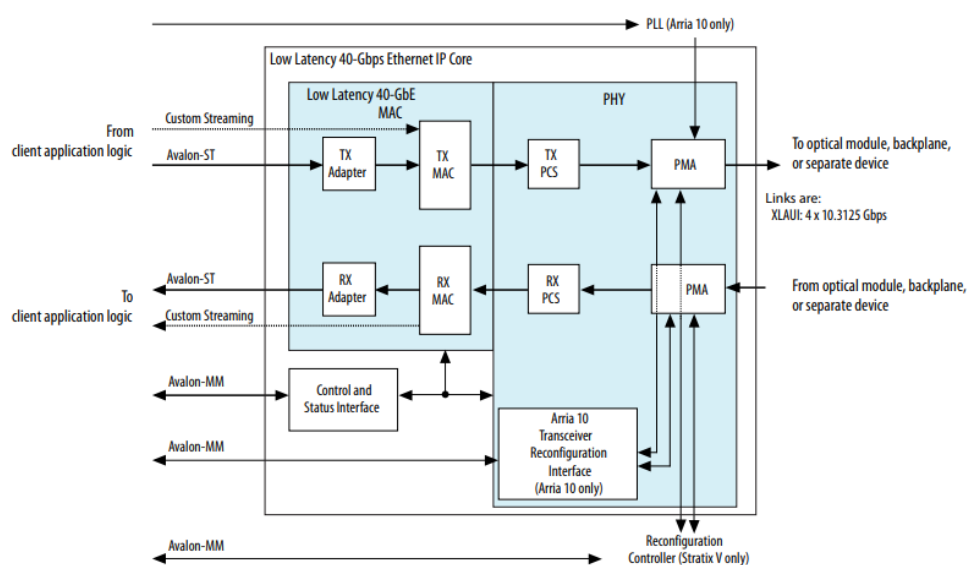 PLL (Arria 10 only)
Low Latency 40-Gbps Ethernet IP Core
Low Latency 40-GbE
MAC
PHY
From
client application logic
Custom Streaming
Avalon-ST
TX
Adapter
TX
MAC
TX
PCS
PMA
To optical module, backplane,
or separate device
Links are:
XLAUI: 4 x 10.3125 Gbps
To
client application logic
Avalon-ST
Custom Streaming
RX
Adapter
RX
MAC
RX
PCS
PMA
From optical module, backplane,
or separate device
Avalon-MM
Control and
Status Interface
Avalon-MM
Arria 10
Transceiver
Reconfiguration
Interface
(Arria 10 only)
Avalon-MM
Reconfiguration
Controller (Stratix V only)